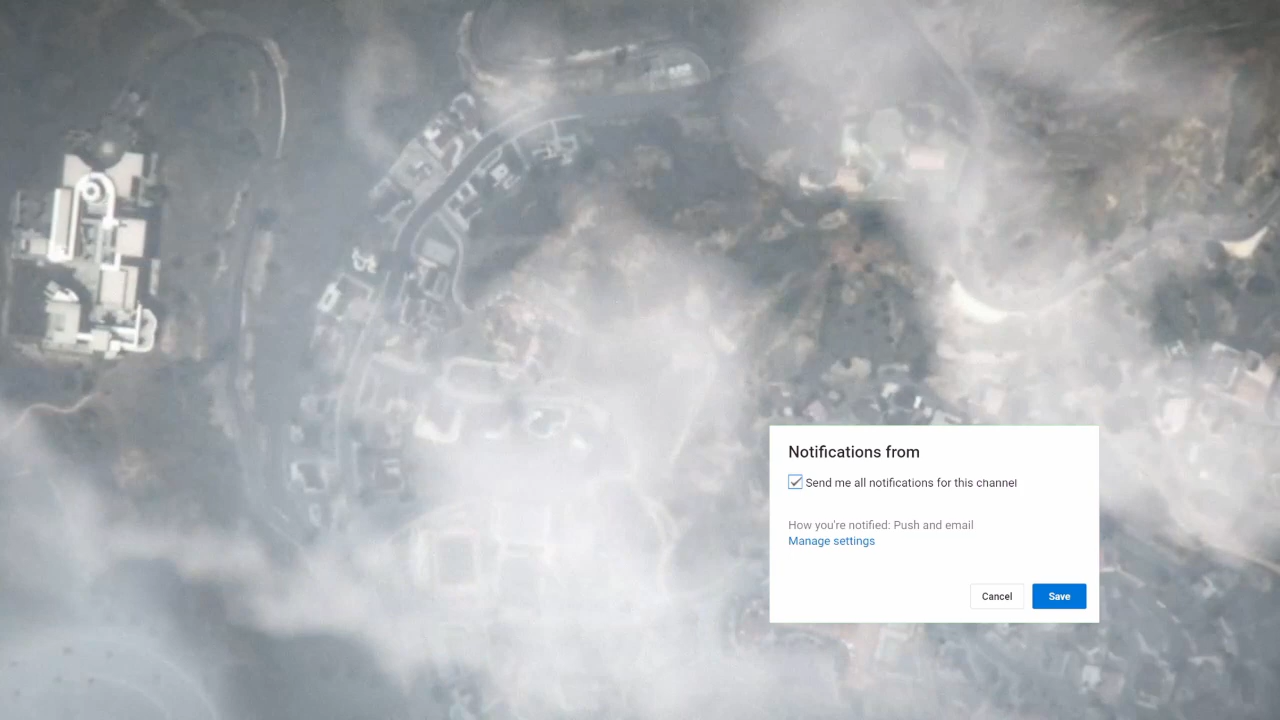 Notifications from
Send me all notifications for this channel
How you're notified: Push and email
Manage settings
Cancel
Save